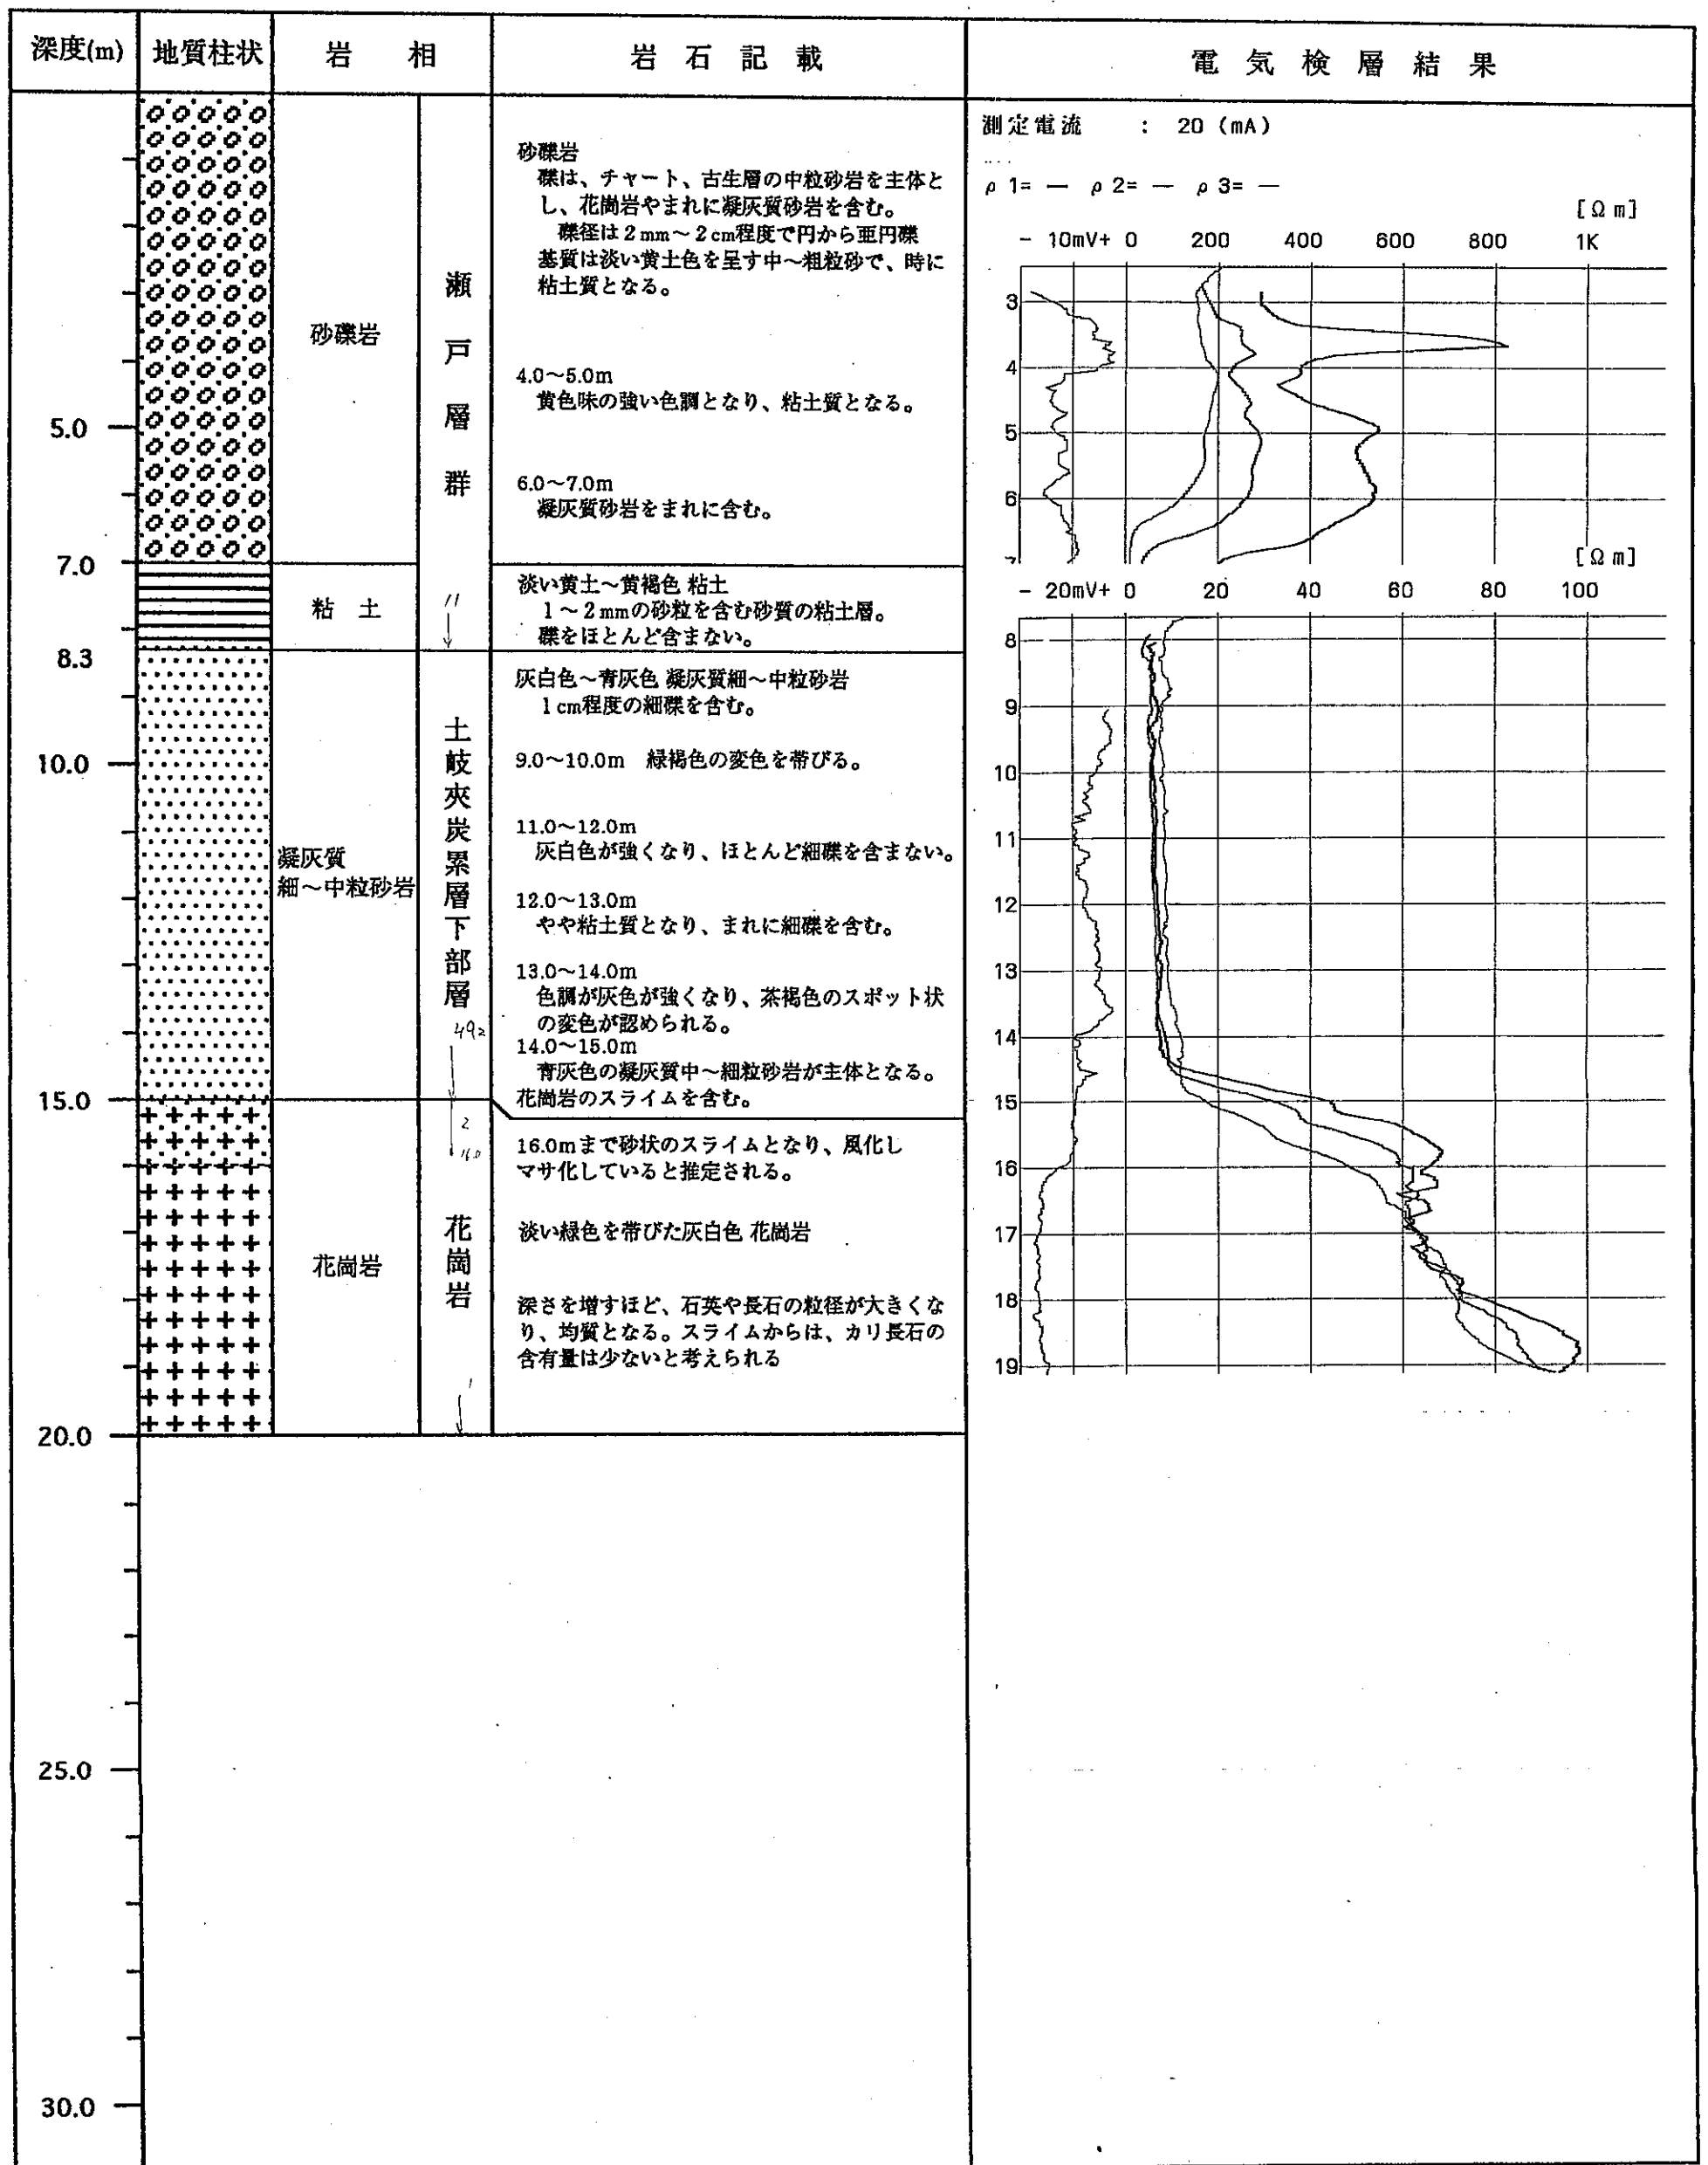 深度(m) 地質柱状 岩 相 岩 石 記 載 電 気 検 層 結 果
砂礫岩
礫は、チャート、古生層の中粒砂岩を主体と
し、花崗岩やまれに凝灰質砂岩を含む。
礫径は2mm～2cm程度で円から亜円礫
基質は淡い黄土色を呈す中～粗粒砂で、時に
粘土質となる。
4.0～5.0m
黄色味の強い色調となり、粘土質となる。
6.0～7.0m
凝灰質砂岩をまれに含む。
砂礫岩
瀬戸層群
5.0
7.0
粘 土
11
淡い黄土～黄褐色 粘土
1～2mmの砂粒を含む砂質の粘土層。
礫をほとんど含まない。
8.3
灰白色～青灰色 凝灰質細～中粒砂岩
1cm程度の細礫を含む。
9.0～10.0m 緑褐色の変色を帯びる。
10.0
11.0～12.0m
灰白色が強くなり、ほとんど細礫を含まない。
12.0～13.0m
やや粘土質となり、まれに細礫を含む。
13.0～14.0m
色調が灰色が強くなり、茶褐色のスポット状
の変色が認められる。
14.0～15.0m
青灰色の凝灰質中～細粒砂岩が主体となる。
花崗岩のスライムを含む。
凝灰質
細～中粒砂岩
土岐夾炭累層下部層
15.0
2
16.0mまで砂状のスライムとなり、風化し
マサ化していると推定される。
淡い緑色を帯びた灰白色 花崗岩
深さを増すほど、石英や長石の粒径が大きくな
り、均質となる。スライムからは、カリ長石の
含有量は少ないと考えられる
花崗岩
花崗岩
1
20.0
25.0
30.0
測定電流 : 20 (mA)
ρ 1= — ρ 2= — ρ 3= —
[Ω m]
- 10mV+ 0 200 400 600 800 1K
3
4
5
6
7
[Ω m]
- 20mV+ 0 20 40 60 80 100
8
9
10
11
12
13
14
15
16
17
18
19